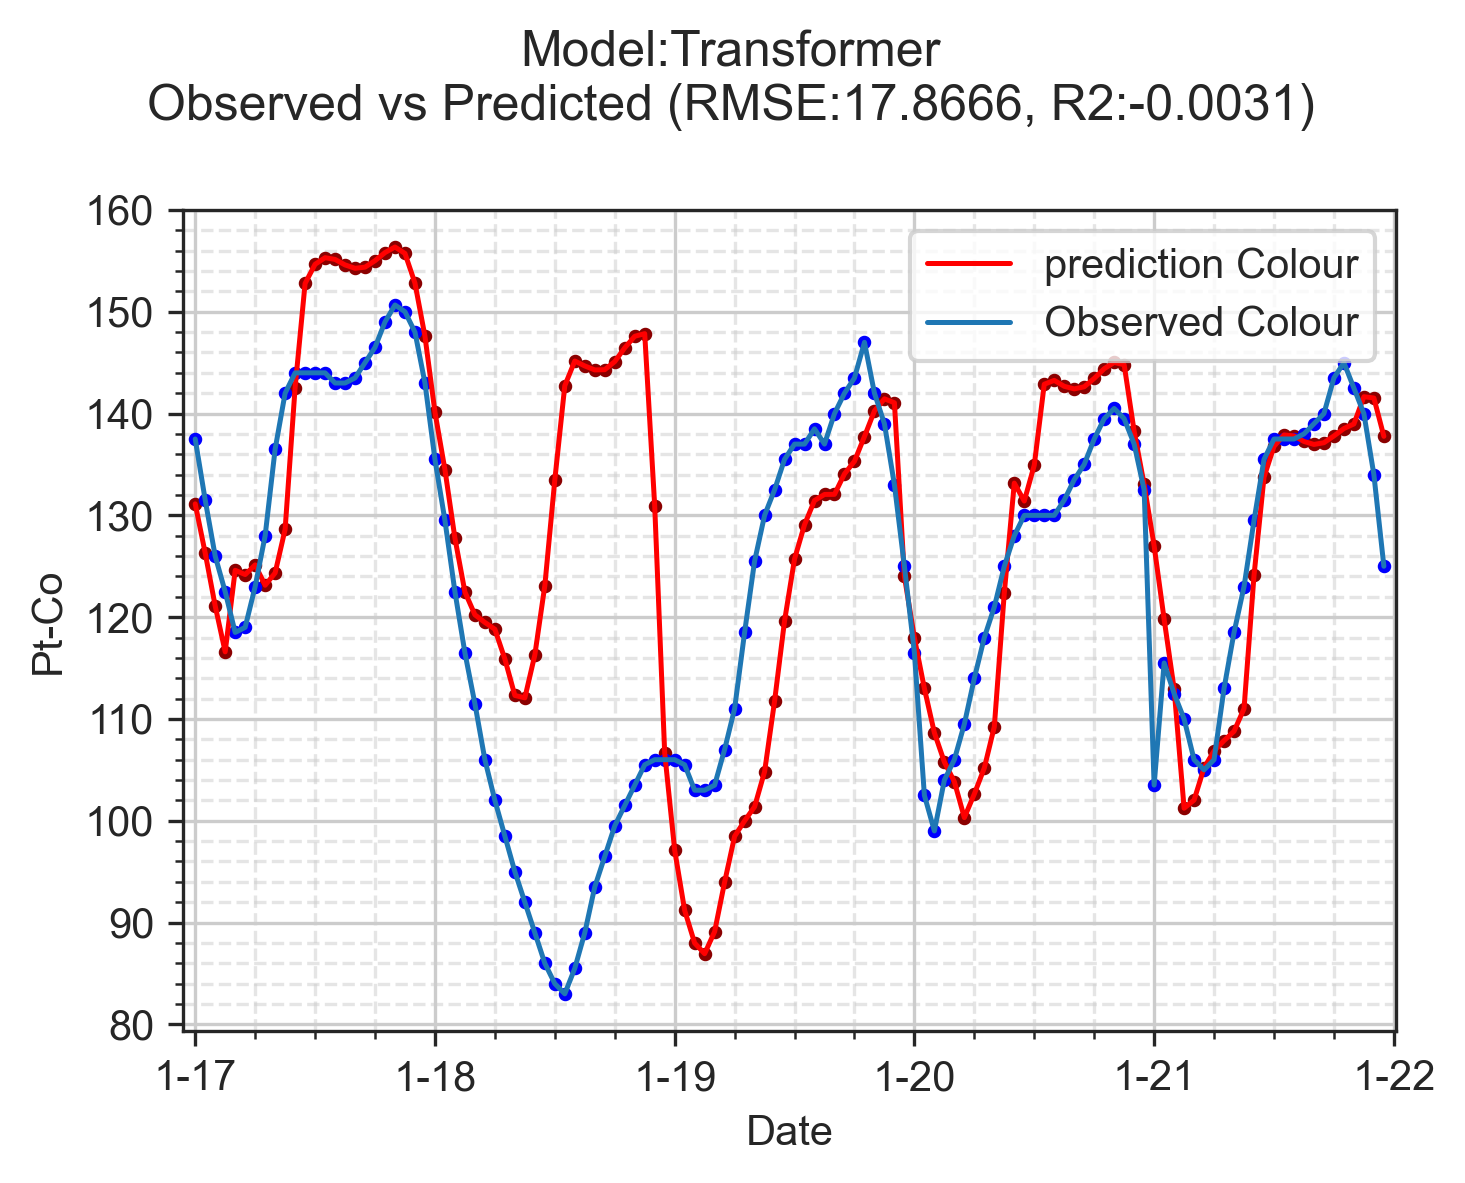 Model:Transformer
Observed vs Predicted (RMSE:17.8666, R2:-0.0031)
160
150
140
130
120
110
100
90
80
Pt-Co
prediction Colour
Observed Colour
1-17 1-18 1-19 1-20 1-21 1-22
Date